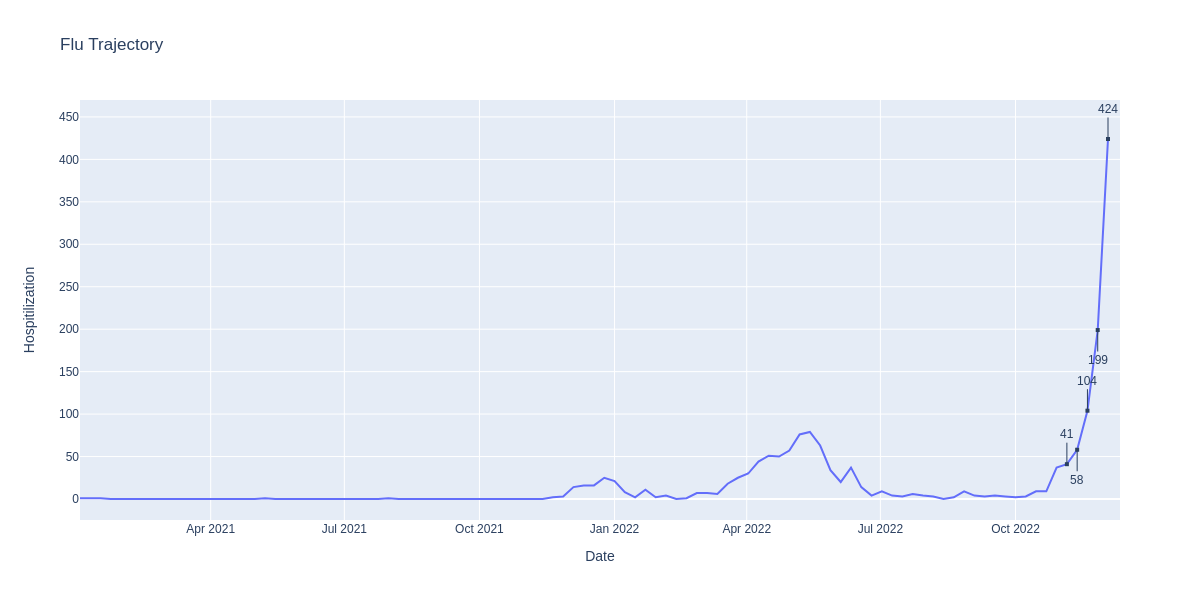 Flu Trajectory
424
450
400
350
300
250
200
199
150
104
100
41
50
58
0
Apr 2021
Jul 2021
Oct 2021
Jan 2022
Apr 2022
Jul 2022
Oct 2022
Date
Hospitilization